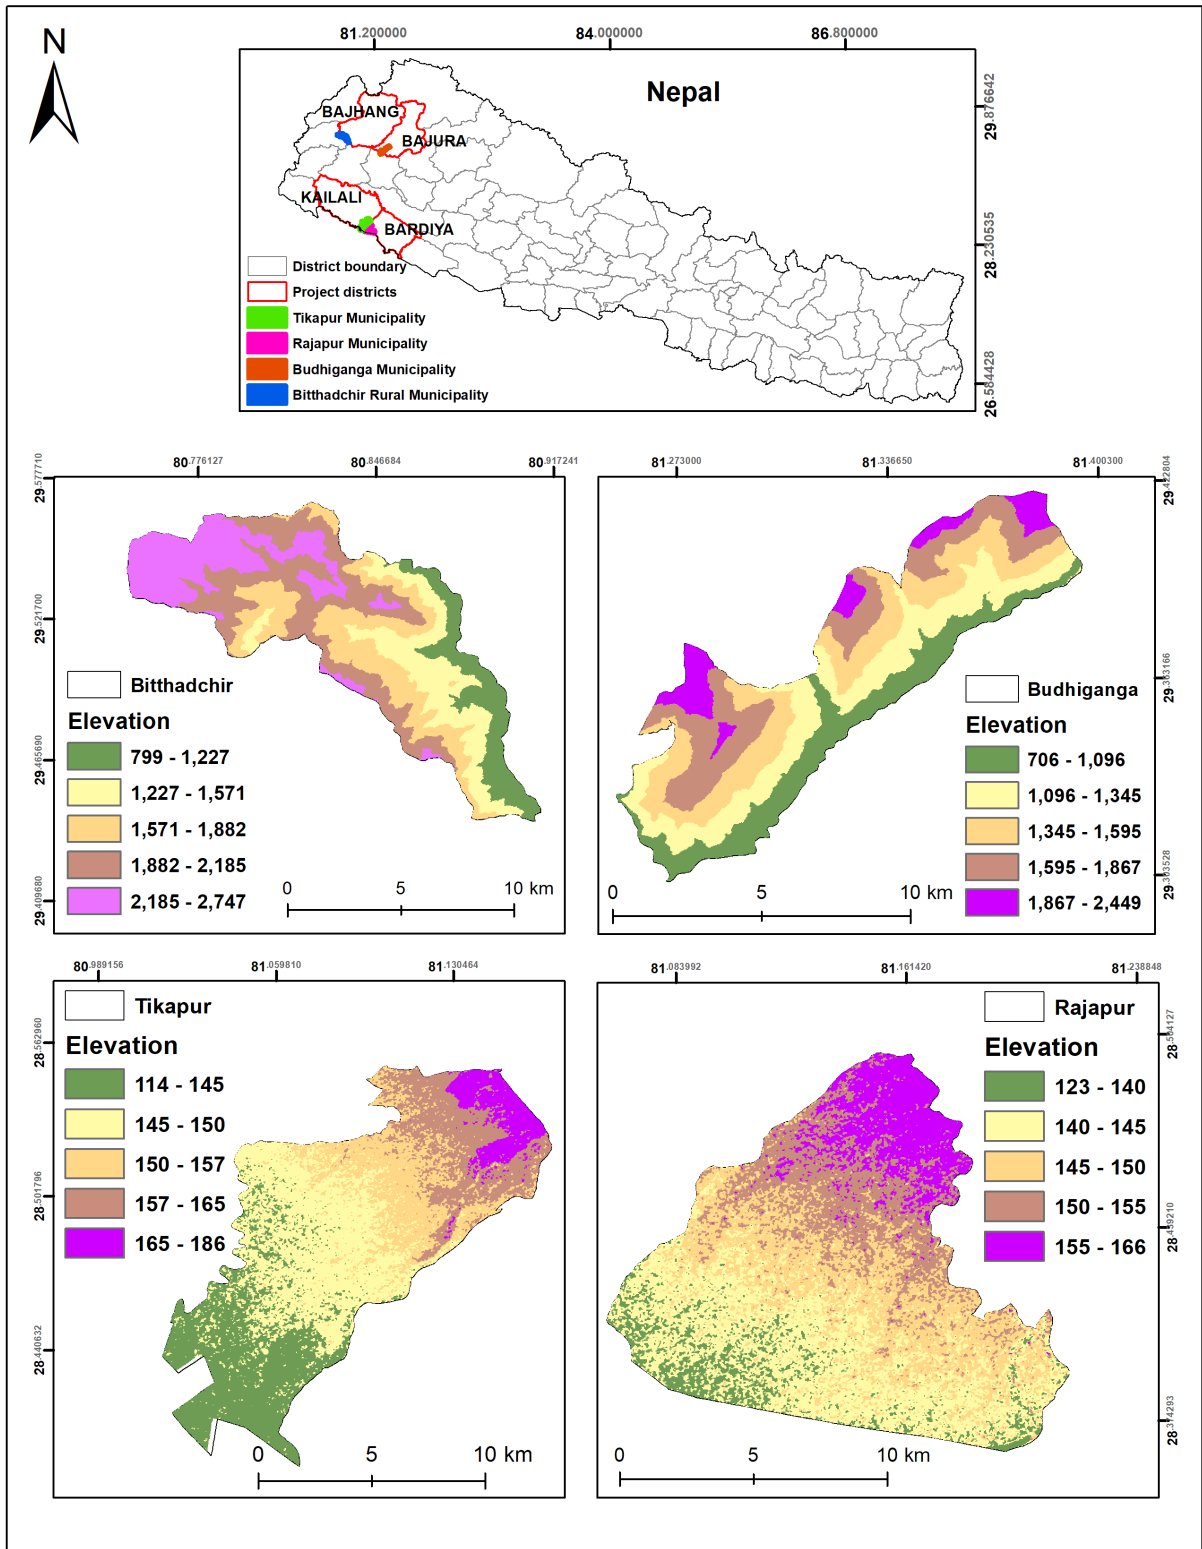 N
81.200000 84.000000 86.800000
Nepal
29.876642
28.230535
26.584428
BAJHANG
BAJURA
KAILALI
BARDIYA
District boundary
Project districts
Tikapur Municipality
Rajapur Municipality
Budhiganga Municipality
Bitthadchir Rural Municipality
80.776127 80.846684 80.917241
29.577710
29.521700
29.465690
29.409680
Bitthadchir
Elevation
799 - 1,227
1,227 - 1,571
1,571 - 1,882
1,882 - 2,185
2,185 - 2,747
0 5 10 km
81.273000 81.336650 81.400300
29.422804
29.363166
29.303528
Budhiganga
Elevation
706 - 1,096
1,096 - 1,345
1,345 - 1,595
1,595 - 1,867
1,867 - 2,449
0 5 10 km
80.989156 81.059810 81.130464
28.562960
28.501796
28.440632
Tikapur
Elevation
114 - 145
145 - 150
150 - 157
157 - 165
165 - 186
0 5 10 km
81.083992 81.161420 81.238848
28.504127
28.439210
28.374293
Rajapur
Elevation
123 - 140
140 - 145
145 - 150
150 - 155
155 - 166
0 5 10 km